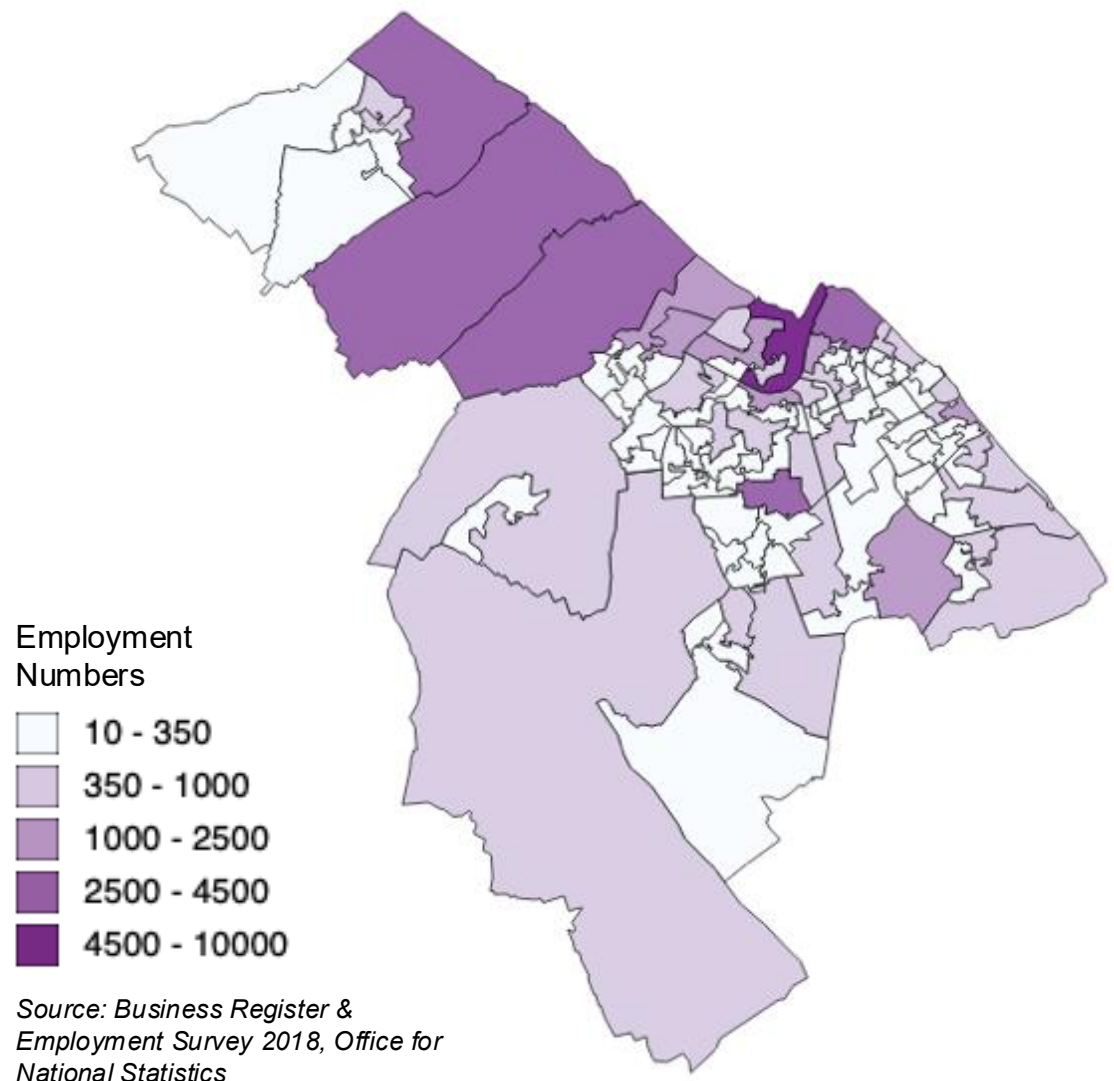 Employment
Numbers
10 - 350
350 - 1000
1000 - 2500
2500 - 4500
4500 - 10000
Source: Business Register &
Employment Survey 2018, Office for
National Statistics